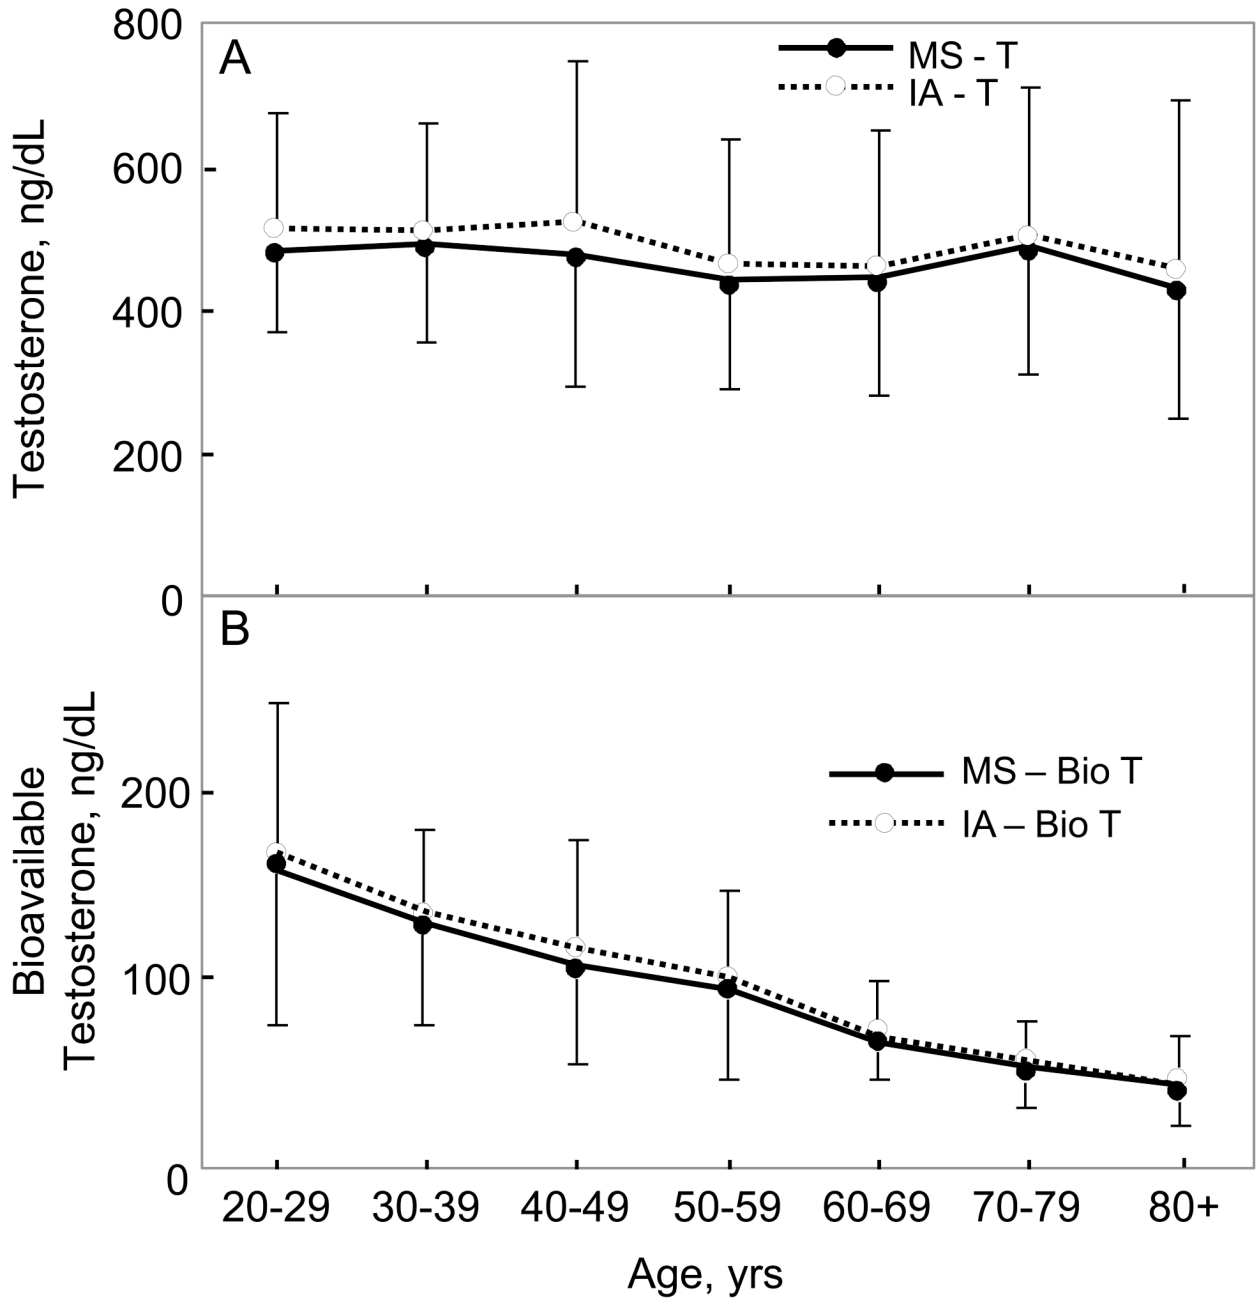 A
MS - T
IA - T
Testosterone, ng/dL
800
600
400
200
0
B
MS – Bio T
IA – Bio T
Bioavailable
Testosterone, ng/dL
200
100
0
20-29 30-39 40-49 50-59 60-69 70-79 80+
Age, yrs